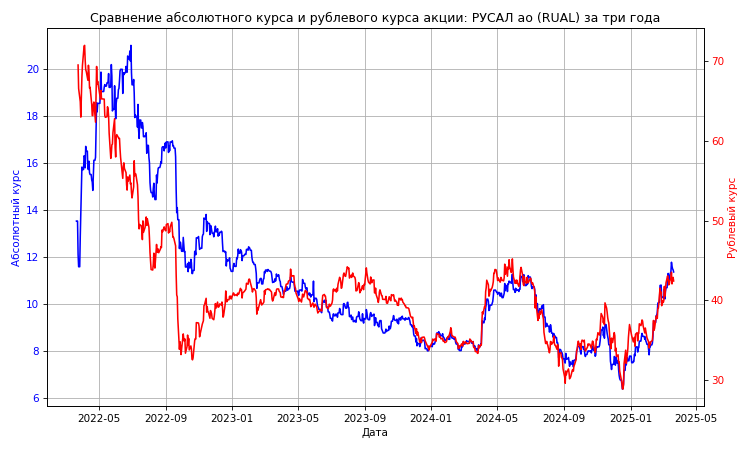 Сравнение абсолютного курса и рублевого курса акции: РУСАЛ ао (RUAL) за три года
Абсолютный курс
20
18
16
14
12
10
8
6
70
60
50
40
30
Рублевый курс
2022-05 2022-09 2023-01 2023-05 2023-09 2024-01 2024-05 2024-09 2025-01 2025-05
Дата